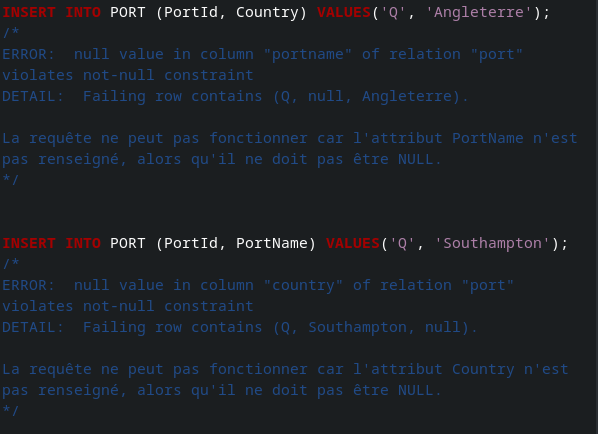 INSERT INTO PORT (PortId, Country) VALUES('Q', 'Angleterre');
/*
ERROR:  null value in column "portname" of relation "port"
violates not-null constraint
DETAIL:  Failing row contains (Q, null, Angleterre).
La requête ne peut pas fonctionner car l'attribut PortName n'est
pas renseigné, alors qu'il ne doit pas être NULL.
*/
INSERT INTO PORT (PortId, PortName) VALUES('Q', 'Southampton');
/*
ERROR:  null value in column "country" of relation "port"
violates not-null constraint
DETAIL:  Failing row contains (Q, Southampton, null).
La requête ne peut pas fonctionner car l'attribut Country n'est
pas renseigné, alors qu'il ne doit pas être NULL.
*/